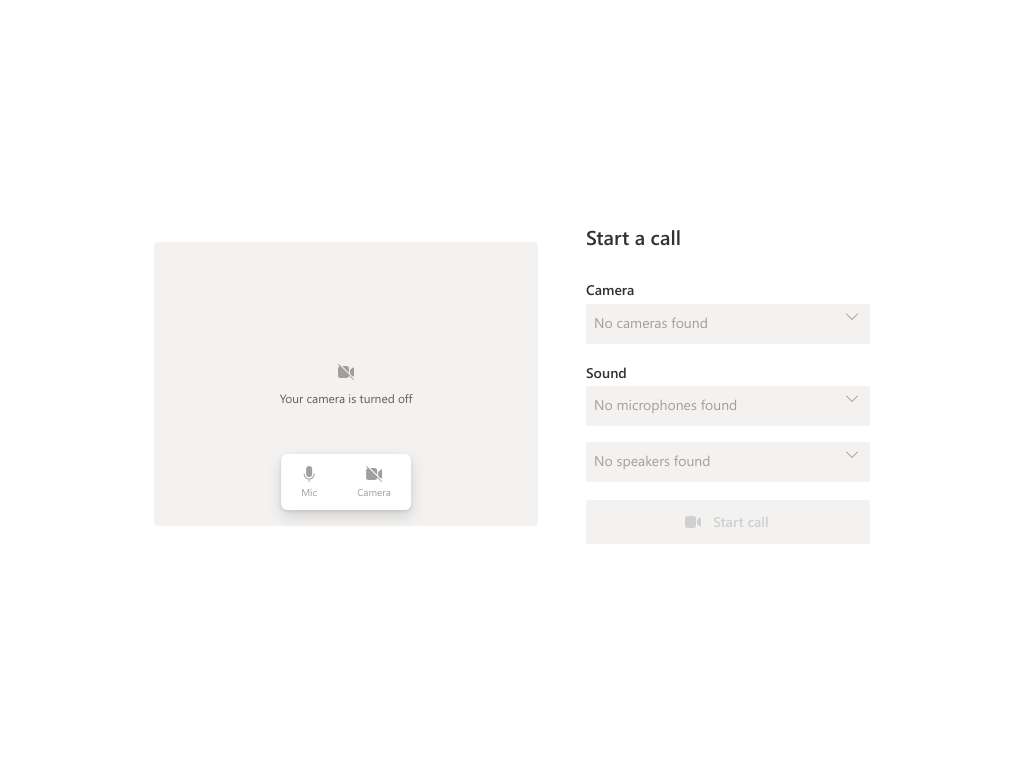 Your camera is turned off
Mic
Camera
Start a call
Camera
No cameras found
Sound
No microphones found
No speakers found
Start call